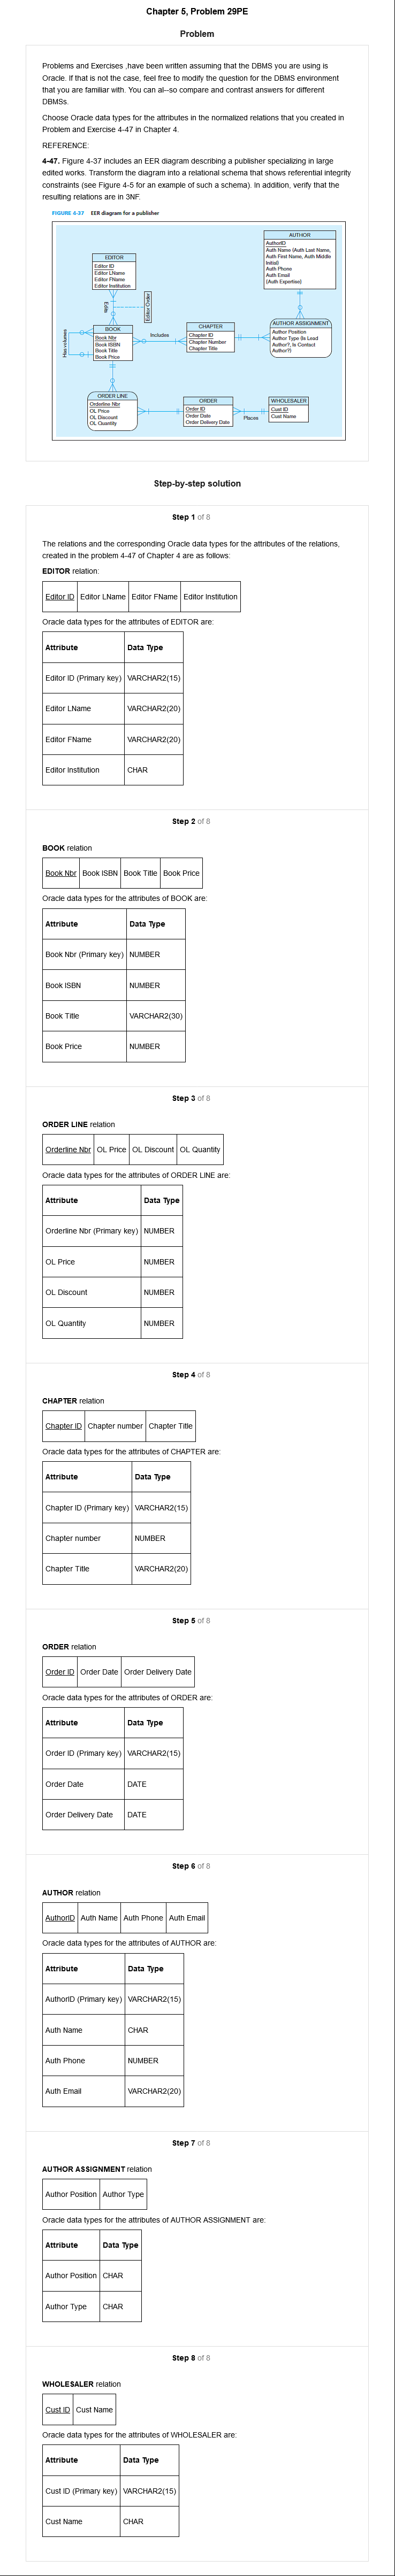 Chapter 5, Problem 29PE
Problem
Problems and Exercises ,have been written assuming that the DBMS you are using is
Oracle. If that is not the case, feel free to modify the question for the DBMS environment
that you are familiar with. You can al--so compare and contrast answers for different
DBMSs.
Choose Oracle data types for the attributes in the normalized relations that you created in
Problem and Exercise 4-47 in Chapter 4.
REFERENCE:
4-47. Figure 4-37 includes an EER diagram describing a publisher specializing in large
edited works. Transform the diagram into a relational schema that shows referential integrity
constraints (see Figure 4-5 for an example of such a schema). In addition, verify that the
resulting relations are in 3NF.
FIGURE 4-37 EER diagram for a publisher
AUTHOR
AuthorID
Auth Name (Auth Last Name,
Auth First Name, Auth Middle
Initial)
Auth Phone
Auth Email
{Auth Expertise}
EDITOR
Editor ID
Editor LName
Editor FName
Editor Institution
Edits
Editor Order
Has volumes
BOOK
Book Nbr
Book ISBN
Book Title
Book Price
Includes
CHAPTER
Chapter ID
Chapter Number
Chapter Title
AUTHOR ASSIGNMENT
Author Position
Author Type (Is Lead
Author?, Is Contact
Author?)
ORDER LINE
Orderline Nbr
OL Price
OL Discount
OL Quantity
ORDER
Order ID
Order Date
Order Delivery Date
Places
WHOLESALER
Cust ID
Cust Name
Step-by-step solution
Step 1 of 8
The relations and the corresponding Oracle data types for the attributes of the relations,
created in the problem 4-47 of Chapter 4 are as follows:
EDITOR relation:
Editor ID Editor LName Editor FName Editor Institution
Oracle data types for the attributes of EDITOR are:
Attribute Data Type
Editor ID (Primary key) VARCHAR2(15)
Editor LName VARCHAR2(20)
Editor FName VARCHAR2(20)
Editor Institution CHAR
Step 2 of 6
BOOK relation
Book Nbr Book ISBN Book Title Book Price
Oracle data types for the attributes of BOOK are:
Attribute Data Type
Book Nbr (Primary key) NUMBER
Book ISBN NUMBER
Book Title VARCHAR2(30)
Book Price NUMBER
Step 3 of 8
ORDER LINE relation
Orderline Nbr OL Price OL Discount OL Quantity
Oracle data types for the attributes of ORDER LINE are:
Attribute Data Type
Orderline Nbr (Primary key) NUMBER
OL Price NUMBER
OL Discount NUMBER
OL Quantity NUMBER
Step 4 of 8
CHAPTER relation
Chapter ID Chapter number Chapter Title
Oracle data types for the attributes of CHAPTER are:
Attribute Data Type
Chapter ID (Primary key) VARCHAR2(15)
Chapter number NUMBER
Chapter Title VARCHAR2(20)
Step 5 of 8
ORDER relation
Order ID Order Date Order Delivery Date
Oracle data types for the attributes of ORDER are:
Attribute Data Type
Order ID (Primary key) VARCHAR2(15)
Order Date DATE
Order Delivery Date DATE
Step 6 of 8
AUTHOR relation
AuthorID Auth Name Auth Phone Auth Email
Oracle data types for the attributes of AUTHOR are:
Attribute Data Type
AuthorID (Primary key) VARCHAR2(15)
Auth Name CHAR
Auth Phone NUMBER
Auth Email VARCHAR2(20)
Step 7 of 8
AUTHOR ASSIGNMENT relation
Author Position Author Type
Oracle data types for the attributes of AUTHOR ASSIGNMENT are:
Attribute Data Type
Author Position CHAR
Author Type CHAR
Step 8 of 8
WHOLESALER relation
Cust ID Cust Name
Oracle data types for the attributes of WHOLESALER are:
Attribute Data Type
Cust ID (Primary key) VARCHAR2(15)
Cust Name CHAR